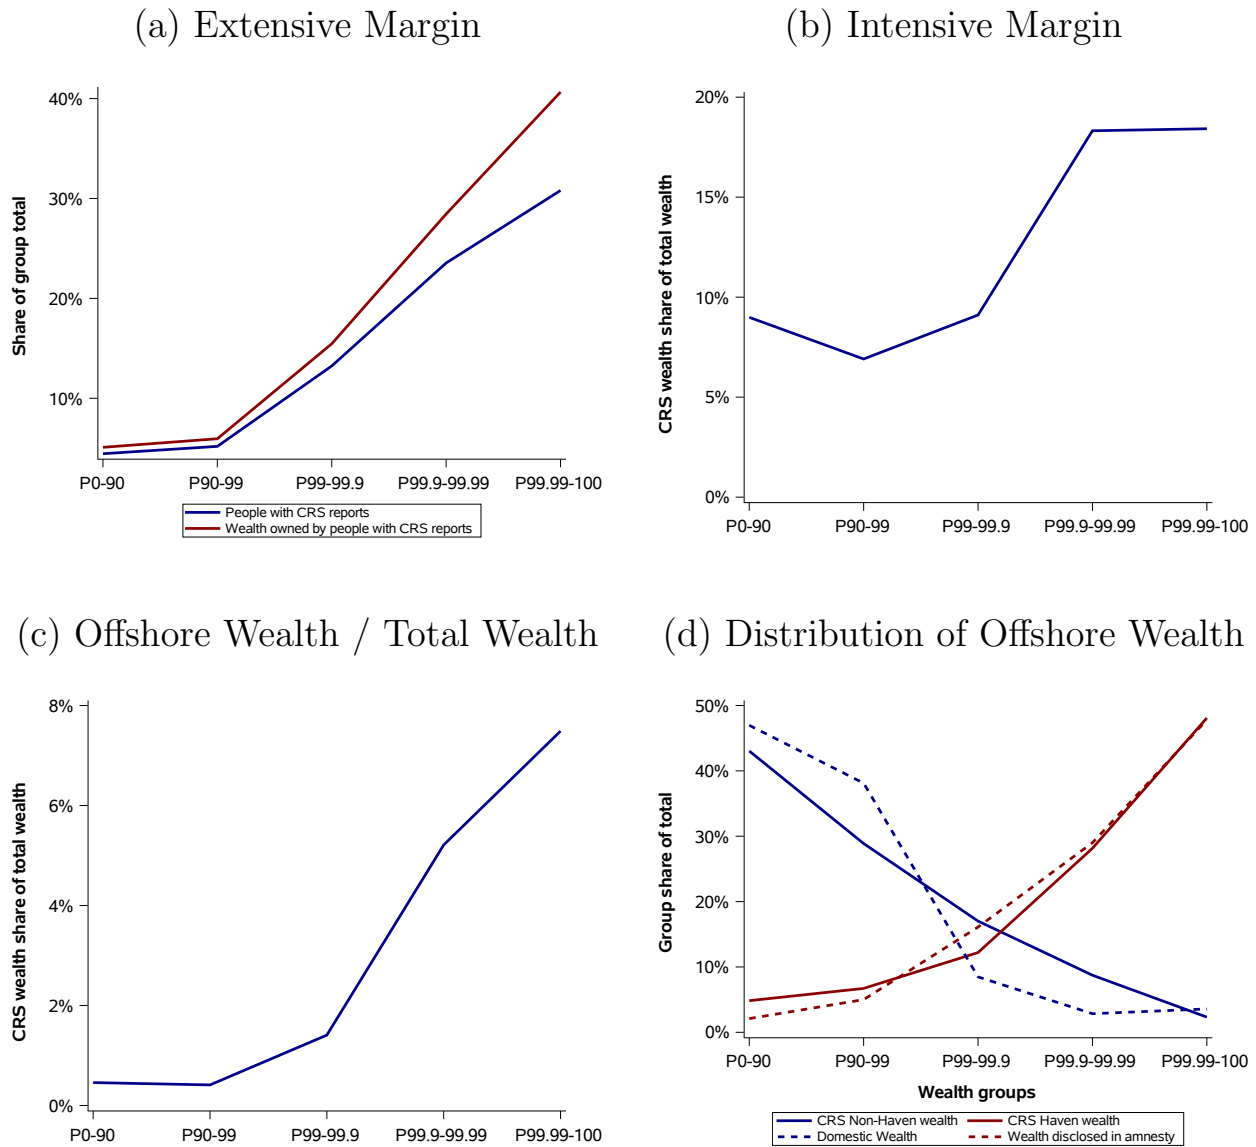 (a) Extensive Margin
Share of group total
40%
30%
20%
10%
P0-90 P90-99 P99-99.9 P99.9-99.99 P99.99-100
People with CRS reports
Wealth owned by people with CRS reports
(b) Intensive Margin
CRS wealth share of total wealth
20%
15%
10%
5%
0%
P0-90 P90-99 P99-99.9 P99.9-99.99 P99.99-100
(c) Offshore Wealth / Total Wealth
CRS wealth share of total wealth
8%
6%
4%
2%
0%
P0-90 P90-99 P99-99.9 P99.9-99.99 P99.99-100
(d) Distribution of Offshore Wealth
Group share of total
50%
40%
30%
20%
10%
0%
P0-90 P90-99 P99-99.9 P99.9-99.99 P99.99-100
Wealth groups
CRS Non-Haven wealth CRS Haven wealth
Domestic Wealth Wealth disclosed in amnesty